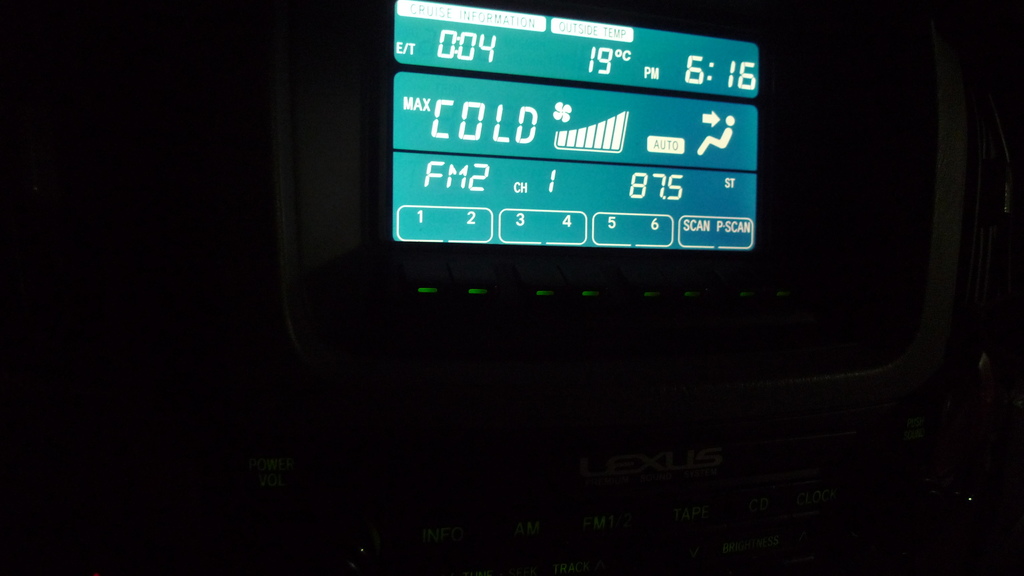 CRUISE INFORMATION OUTSIDE TEMP
E/T 0:04 19°C PM 6:16
MAX COLD AUTO
FM2 CH 1 87.5 ST
1 2 3 4 5 6 SCAN P·SCAN
LEXUS
POWER
VOL
INFO AM FM1/2 TAPE CD CLOCK
TUNE · SEEK TRACK ∧ ∨ BRIGHTNESS ∧